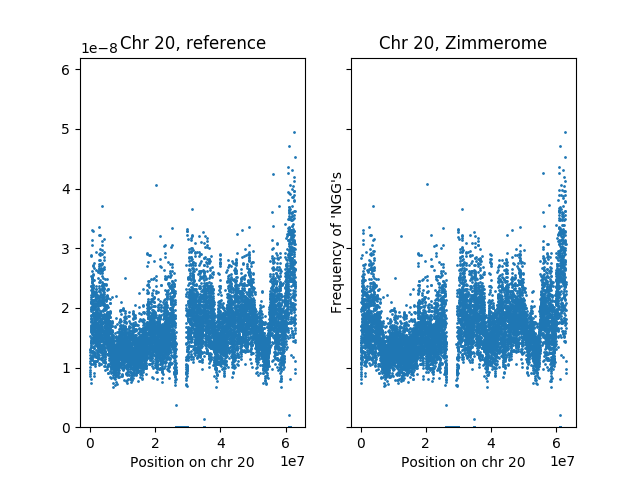 1e−8
Chr 20, reference
Chr 20, Zimmerome
6
5
4
3
2
1
0
Frequency of 'NGG's
0 2 4 6
0 2 4 6
Position on chr 20
1e7
Position on chr 20
1e7